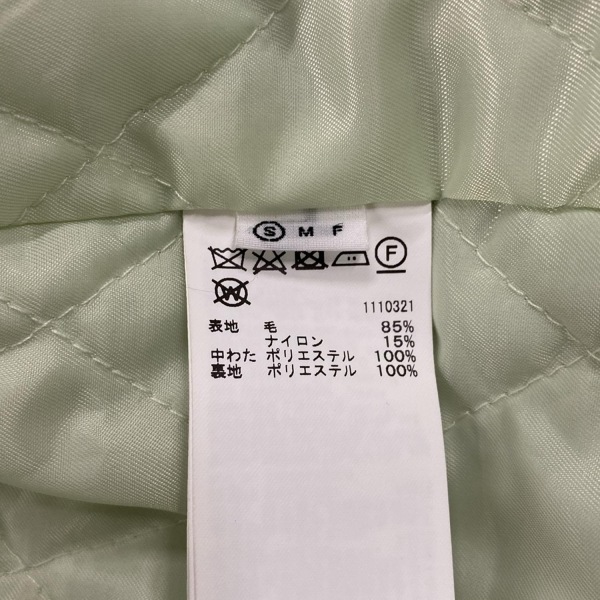 S M F
F
W
1110321
表地 毛 85%
ナイロン 15%
中わた ポリエステル 100%
裏地 ポリエステル 100%